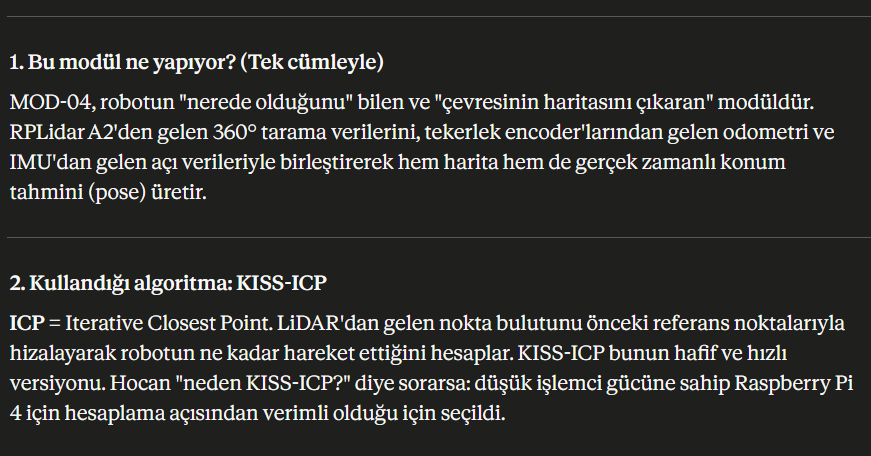 1. Bu modül ne yapıyor? (Tek cümleyle)
MOD-04, robotun "nerede olduğunu" bilen ve "çevresinin haritasını çıkaran" modüldür.
RPLidar A2'den gelen 360° tarama verilerini, tekerlek encoder'larından gelen odometri ve
IMU'dan gelen açı verileriyle birleştirerek hem harita hem de gerçek zamanlı konum
tahmini (pose) üretir.
2. Kullandığı algoritma: KISS-ICP
ICP = Iterative Closest Point. LiDAR'dan gelen nokta bulutunu önceki referans noktalarıyla
hizalayarak robotun ne kadar hareket ettiğini hesaplar. KISS-ICP bunun hafif ve hızlı
versiyonu. Hocan "neden KISS-ICP?" diye sorarsa: düşük işlemci gücüne sahip Raspberry Pi
4 için hesaplama açısından verimli olduğu için seçildi.